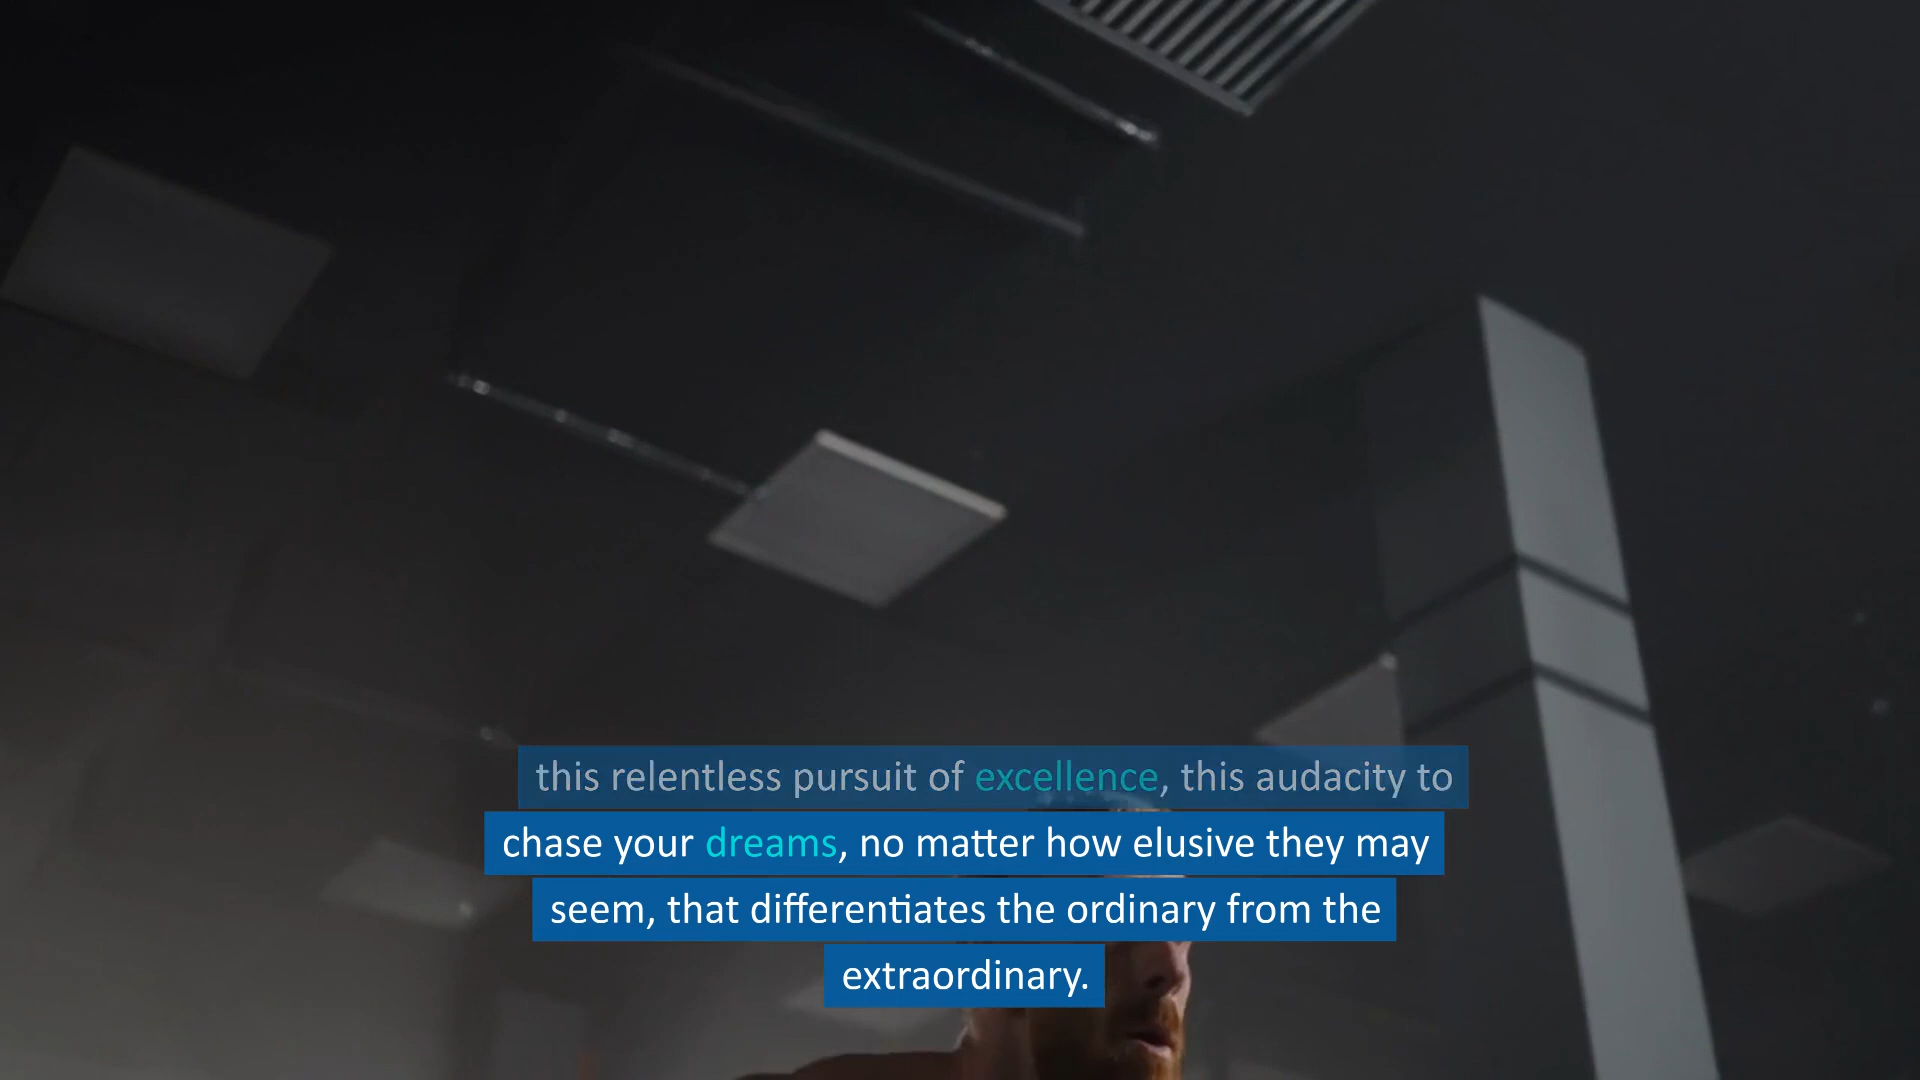 this relentless pursuit of excellence, this audacity to
chase your dreams, no matter how elusive they may
seem, that differentiates the ordinary from the
extraordinary.